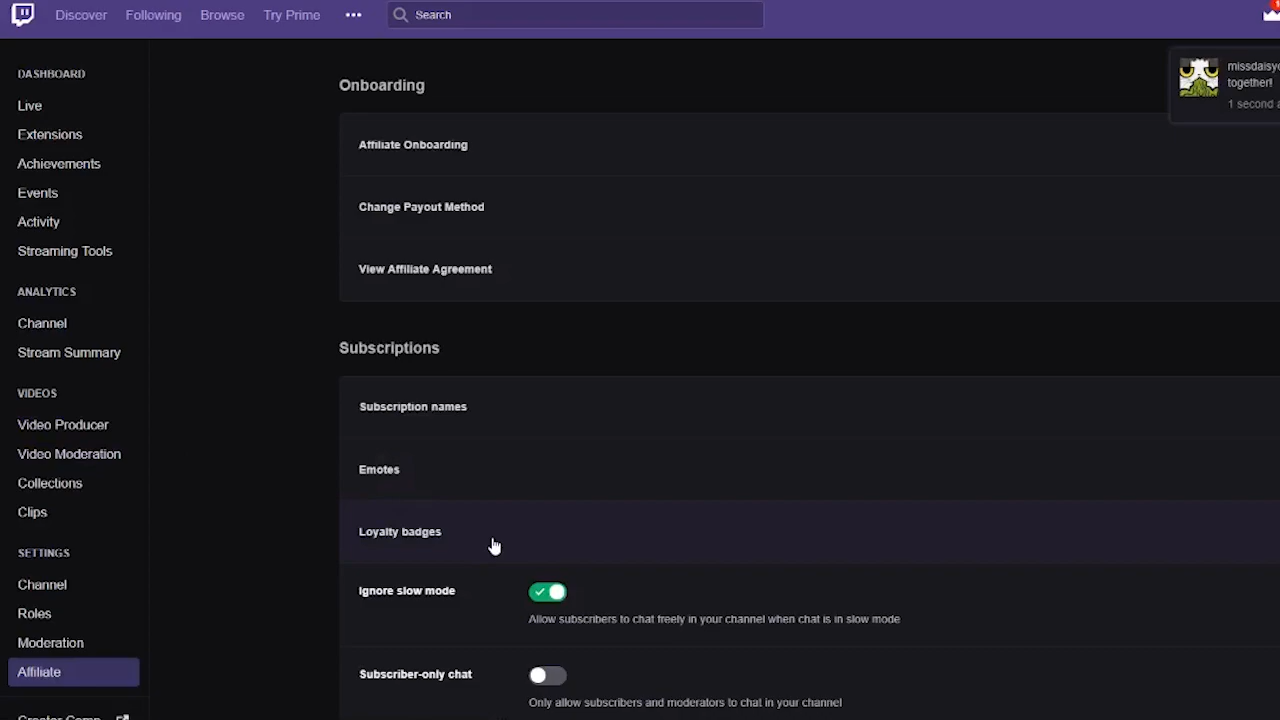 Discover
Following
Browse
Try Prime
Search
missdaisy
together!
1 second
DASHBOARD
Live
Extensions
Achievements
Events
Activity
Streaming Tools
ANALYTICS
Channel
Stream Summary
VIDEOS
Video Producer
Video Moderation
Collections
Clips
SETTINGS
Channel
Roles
Moderation
Affiliate
Onboarding
Affiliate Onboarding
Change Payout Method
View Affiliate Agreement
Subscriptions
Subscription names
Emotes
Loyalty badges
Ignore slow mode
Allow subscribers to chat freely in your channel when chat is in slow mode
Subscriber-only chat
Only allow subscribers and moderators to chat in your channel